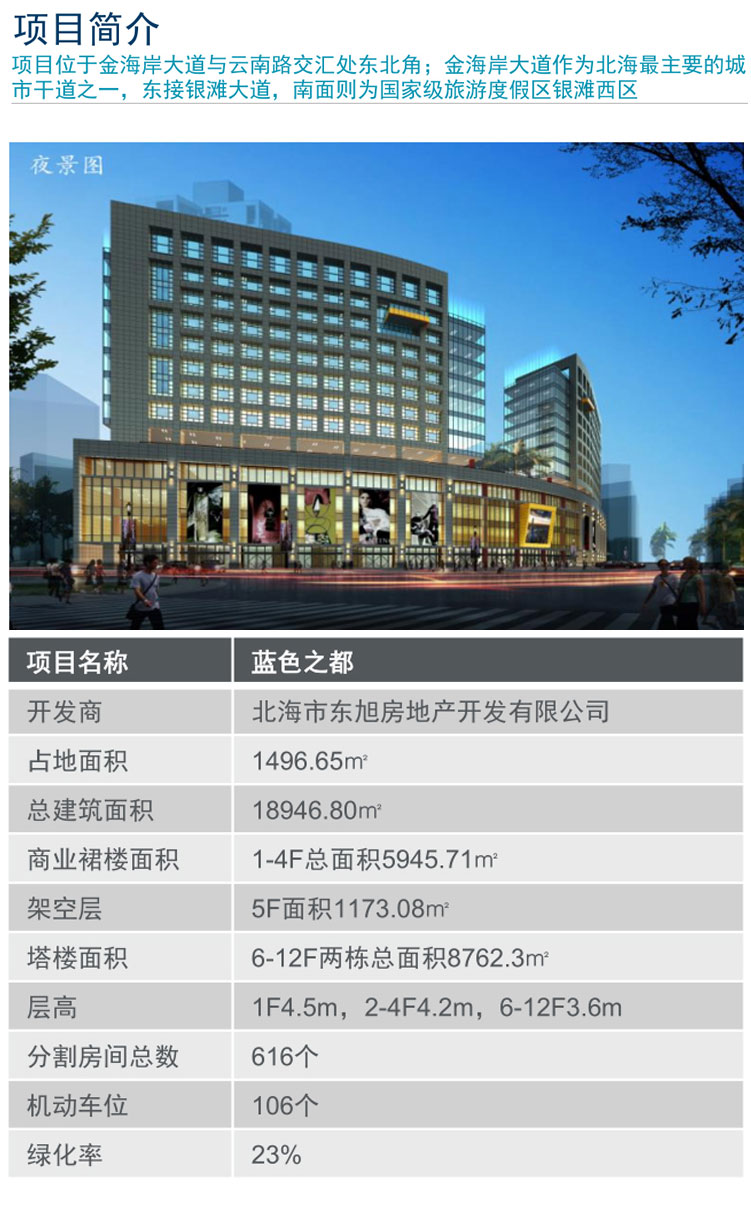 项目简介
项目位于金海岸大道与云南路交汇处东北角；金海岸大道作为北海最主要的城
市干道之一，东接银滩大道，南面则为国家级旅游度假区银滩西区
夜景图
项目名称 蓝色之都
开发商 北海市东旭房地产开发有限公司
占地面积 1496.65㎡
总建筑面积 18946.80㎡
商业裙楼面积 1-4F总面积5945.71㎡
架空层 5F面积1173.08㎡
塔楼面积 6-12F两栋总面积8762.3㎡
层高 1F4.5m，2-4F4.2m，6-12F3.6m
分割房间总数 616个
机动车位 106个
绿化率 23%